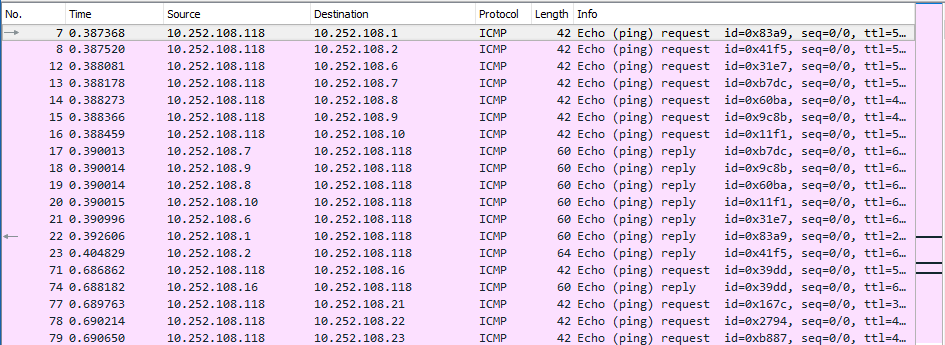 No. Time Source Destination Protocol Length Info
7 0.387368 10.252.108.118 10.252.108.1 ICMP 42 Echo (ping) request id=0x83a9, seq=0/0, ttl=5…
8 0.387520 10.252.108.118 10.252.108.2 ICMP 42 Echo (ping) request id=0x41f5, seq=0/0, ttl=5…
12 0.388081 10.252.108.118 10.252.108.6 ICMP 42 Echo (ping) request id=0x31e7, seq=0/0, ttl=5…
13 0.388178 10.252.108.118 10.252.108.7 ICMP 42 Echo (ping) request id=0xb7dc, seq=0/0, ttl=5…
14 0.388273 10.252.108.118 10.252.108.8 ICMP 42 Echo (ping) request id=0x60ba, seq=0/0, ttl=4…
15 0.388366 10.252.108.118 10.252.108.9 ICMP 42 Echo (ping) request id=0x9c8b, seq=0/0, ttl=4…
16 0.388459 10.252.108.118 10.252.108.10 ICMP 42 Echo (ping) request id=0x11f1, seq=0/0, ttl=5…
17 0.390013 10.252.108.7 10.252.108.118 ICMP 60 Echo (ping) reply id=0xb7dc, seq=0/0, ttl=6…
18 0.390014 10.252.108.9 10.252.108.118 ICMP 60 Echo (ping) reply id=0x9c8b, seq=0/0, ttl=6…
19 0.390014 10.252.108.8 10.252.108.118 ICMP 60 Echo (ping) reply id=0x60ba, seq=0/0, ttl=6…
20 0.390015 10.252.108.10 10.252.108.118 ICMP 60 Echo (ping) reply id=0x11f1, seq=0/0, ttl=6…
21 0.390996 10.252.108.6 10.252.108.118 ICMP 60 Echo (ping) reply id=0x31e7, seq=0/0, ttl=6…
22 0.392606 10.252.108.1 10.252.108.118 ICMP 60 Echo (ping) reply id=0x83a9, seq=0/0, ttl=2…
23 0.404829 10.252.108.2 10.252.108.118 ICMP 64 Echo (ping) reply id=0x41f5, seq=0/0, ttl=6…
71 0.686862 10.252.108.118 10.252.108.16 ICMP 42 Echo (ping) request id=0x39dd, seq=0/0, ttl=5…
74 0.688182 10.252.108.16 10.252.108.118 ICMP 60 Echo (ping) reply id=0x39dd, seq=0/0, ttl=6…
77 0.689763 10.252.108.118 10.252.108.21 ICMP 42 Echo (ping) request id=0x167c, seq=0/0, ttl=3…
78 0.690214 10.252.108.118 10.252.108.22 ICMP 42 Echo (ping) request id=0x2794, seq=0/0, ttl=4…
79 0.690650 10.252.108.118 10.252.108.23 ICMP 42 Echo (ping) request id=0xb887, seq=0/0, ttl=4…